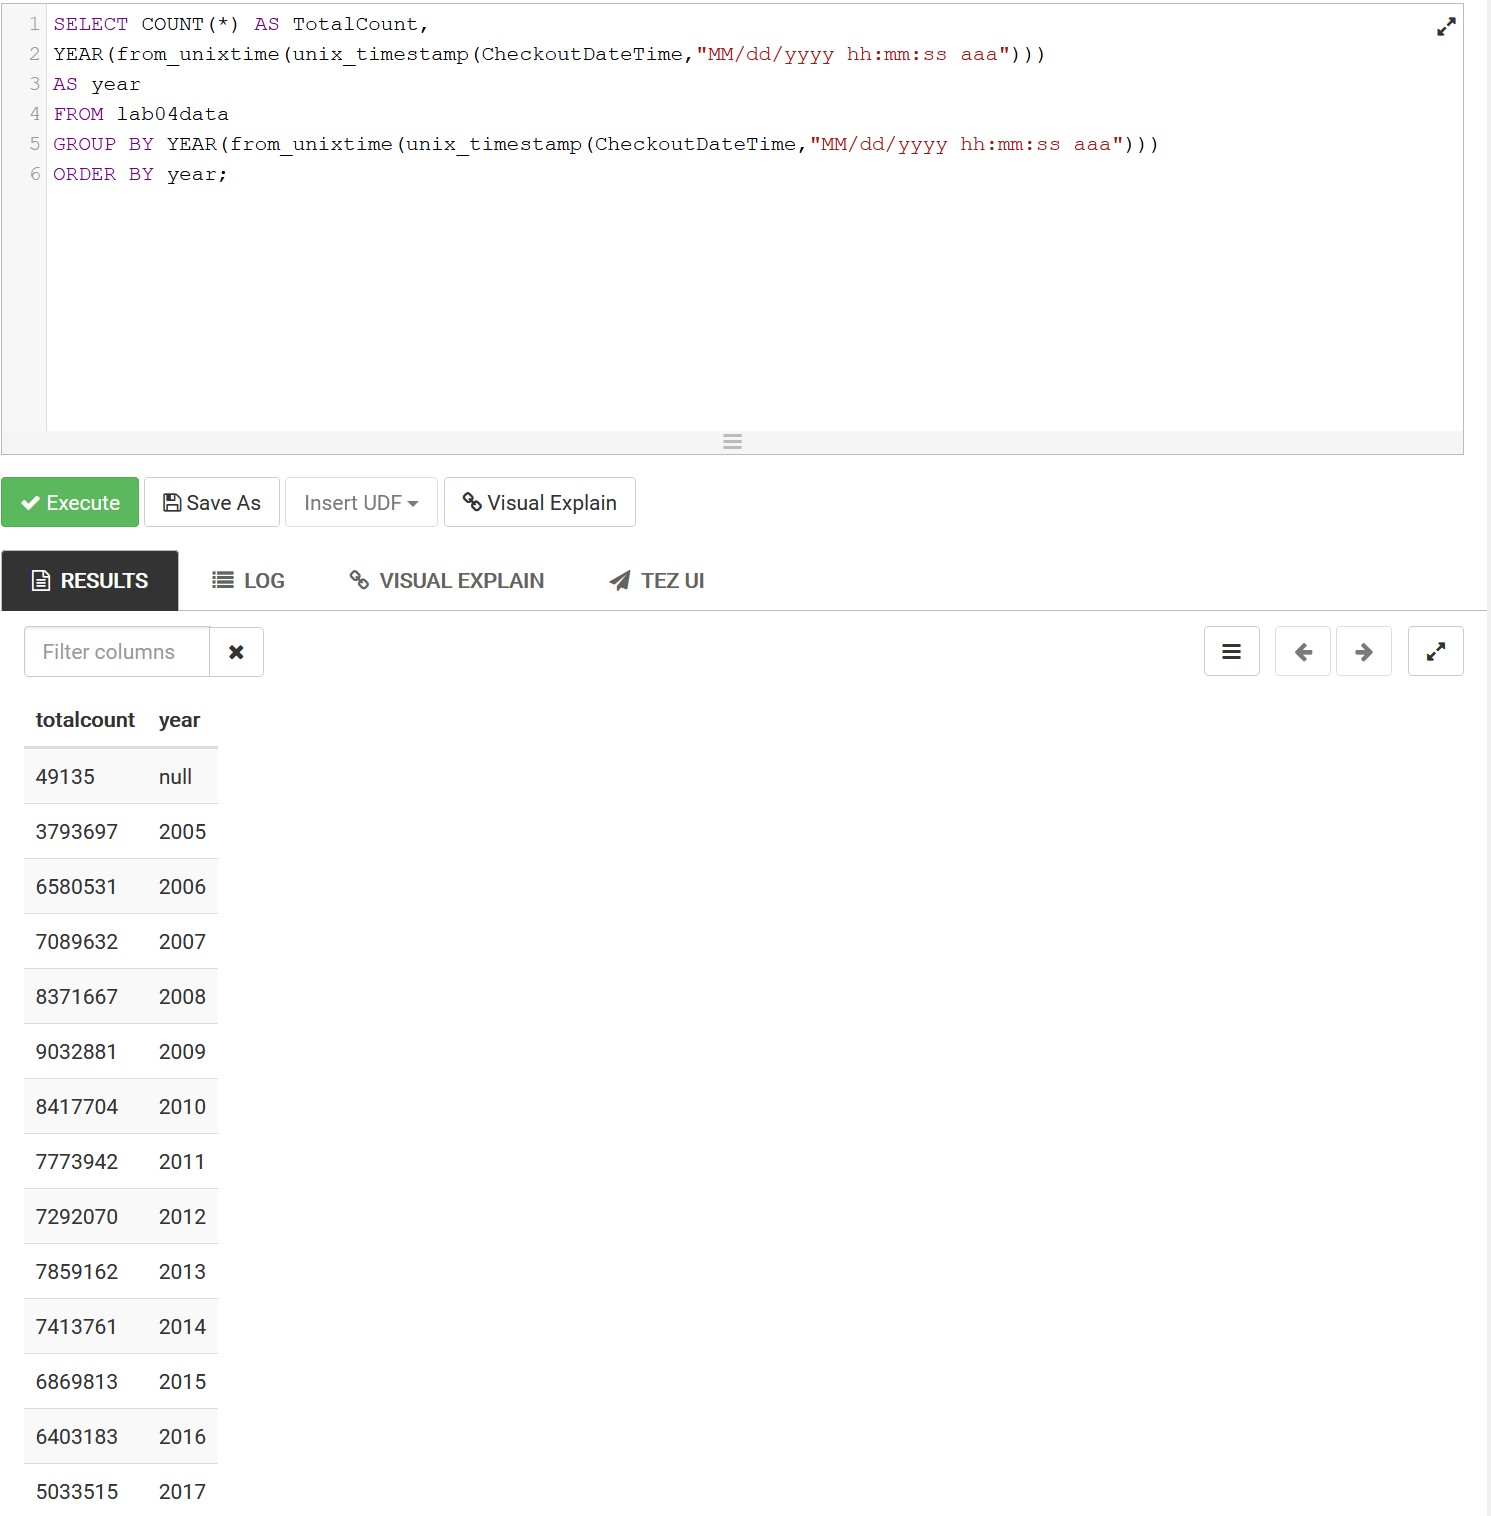 1 SELECT COUNT(*) AS TotalCount,
2 YEAR(from_unixtime(unix_timestamp(CheckoutDateTime,"MM/dd/yyyy hh:mm:ss aaa")))
3 AS year
4 FROM lab04data
5 GROUP BY YEAR(from_unixtime(unix_timestamp(CheckoutDateTime,"MM/dd/yyyy hh:mm:ss aaa")))
6 ORDER BY year;
Execute Save As Insert UDF Visual Explain
RESULTS LOG VISUAL EXPLAIN TEZ UI
Filter columns
totalcount year
49135 null
3793697 2005
6580531 2006
7089632 2007
8371667 2008
9032881 2009
8417704 2010
7773942 2011
7292070 2012
7859162 2013
7413761 2014
6869813 2015
6403183 2016
5033515 2017